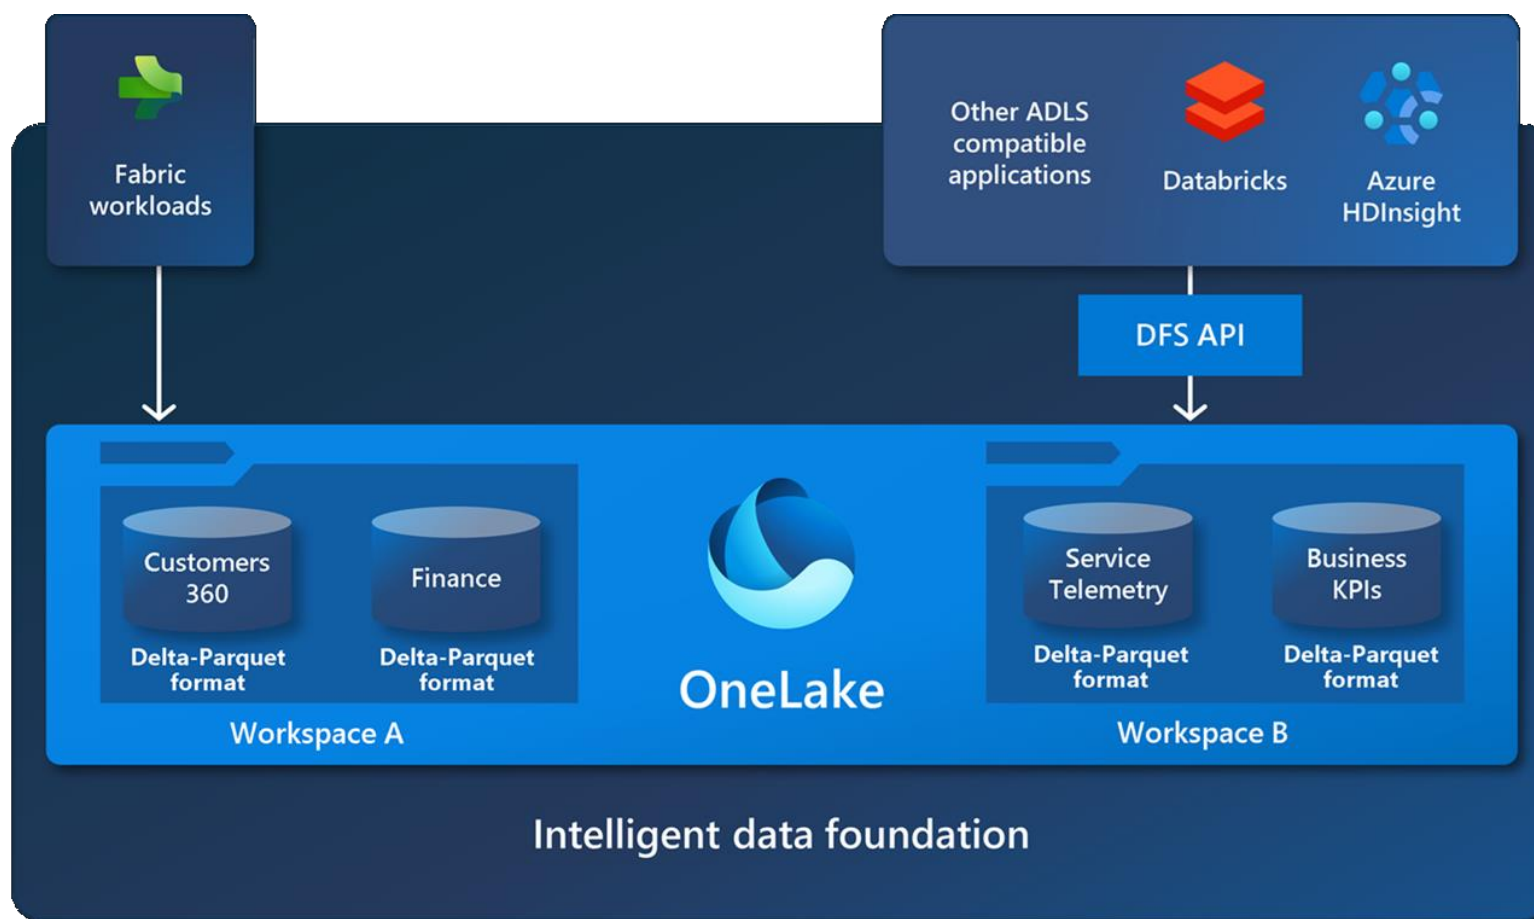 Fabric
workloads
Other ADLS
compatible
applications
Databricks
Azure
HDInsight
DFS API
Customers
360
Delta-Parquet
format
Finance
Delta-Parquet
format
Workspace A
OneLake
Service
Telemetry
Delta-Parquet
format
Business
KPIs
Delta-Parquet
format
Workspace B
Intelligent data foundation